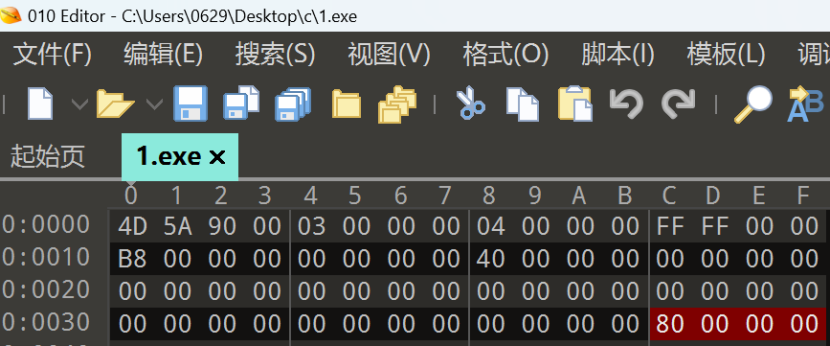 010 Editor - C:\Users\0629\Desktop\c\1.exe
文件(F) 编辑(E) 搜索(S) 视图(V) 格式(O) 脚本(I) 模板(L) 调
起始页 1.exe ×
0 1 2 3 4 5 6 7 8 9 A B C D E F
0:0000 4D 5A 90 00 03 00 00 00 04 00 00 00 FF FF 00 00
0:0010 B8 00 00 00 00 00 00 00 40 00 00 00 00 00 00 00
0:0020 00 00 00 00 00 00 00 00 00 00 00 00 00 00 00 00
0:0030 00 00 00 00 00 00 00 00 00 00 00 00 80 00 00 00